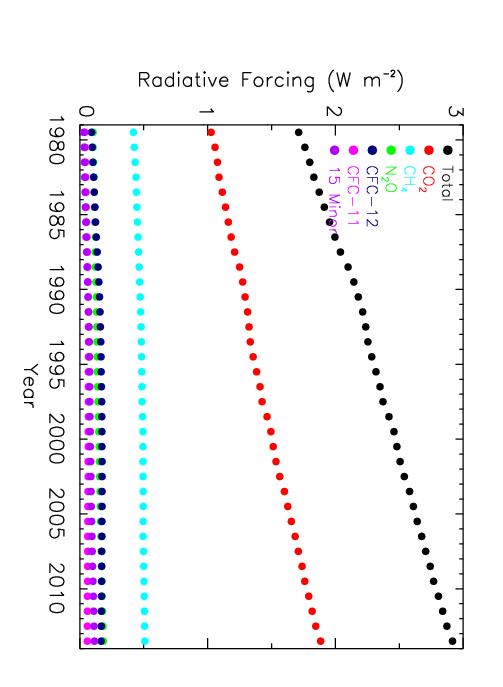 Radiative Forcing (W m⁻²)
0
1
2
3
Total
CO₂
CH₄
N₂O
CFC-12
CFC-11
15 Minor
1980
1985
1990
1995
2000
2005
2010
Year